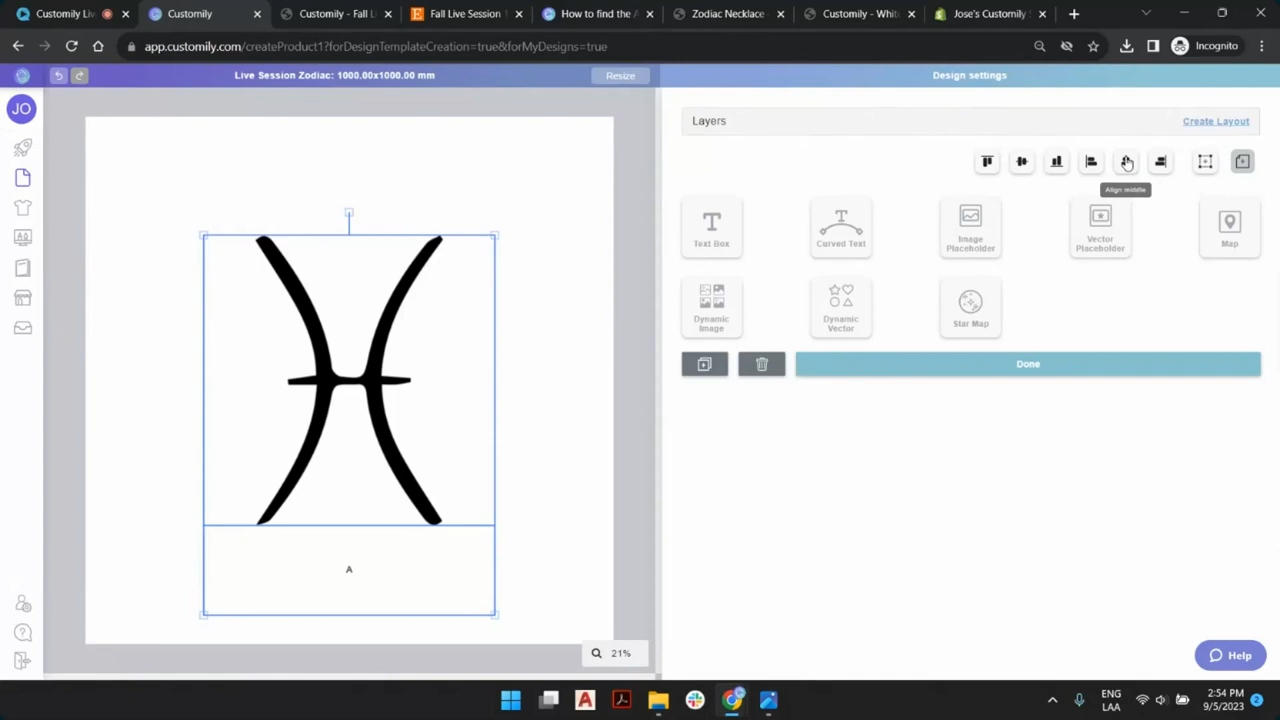 Customily Liv
Customily
Customily - Fall L
Fall Live Session
How to find the A
Zodiac Necklace -
Customily - Whit
Jose's Customily S
app.customily.com/createProduct1?forDesignTemplateCreation=true&forMyDesigns=true
Incognito
Live Session Zodiac: 1000.00x1000.00 mm
Resize
Design settings
JO
Layers
Create Layout
Align middle
Text Box
Curved Text
Image Placeholder
Vector Placeholder
Map
Dynamic Image
Dynamic Vector
Star Map
Done
A
21%
Help
ENG
LAA
2:54 PM
9/5/2023
2